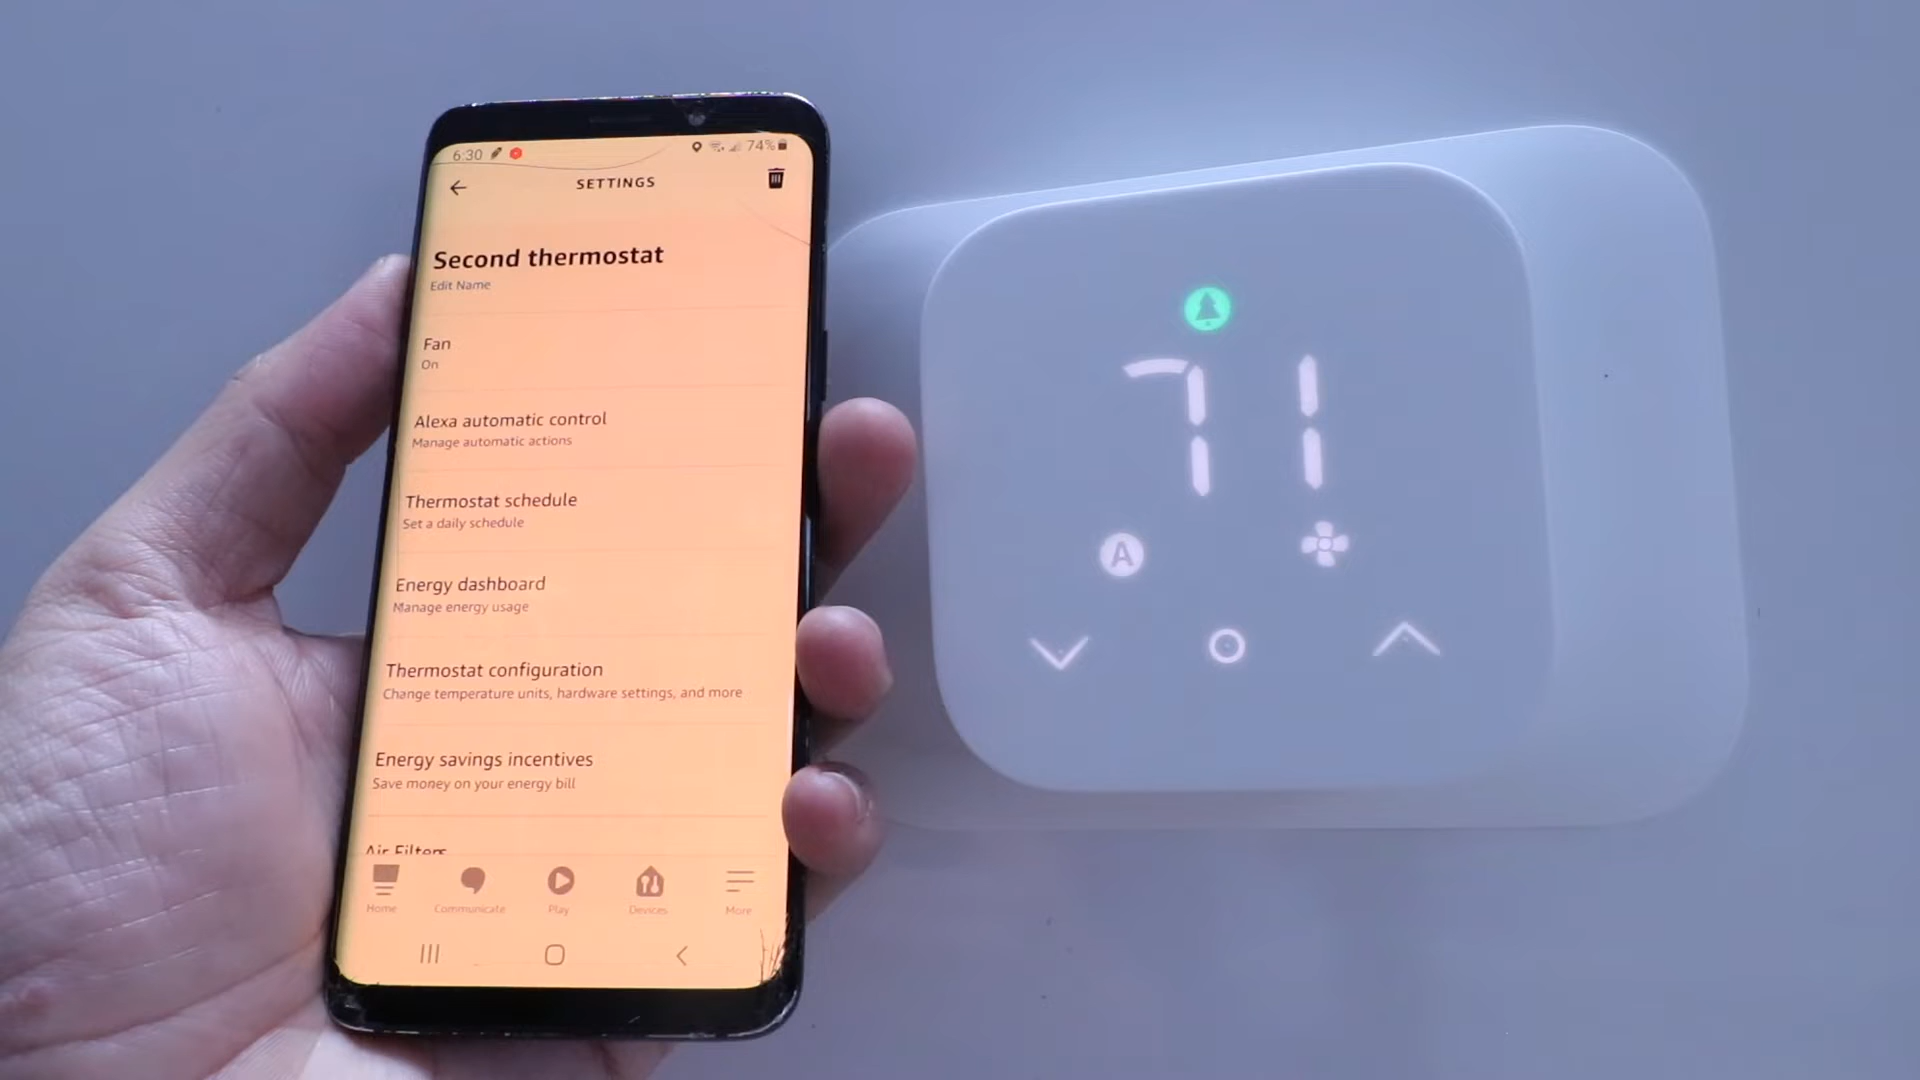 6:30
74%
SETTINGS
Second thermostat
Edit Name
Fan
On
Alexa automatic control
Manage automatic actions
Thermostat schedule
Set a daily schedule
Energy dashboard
Manage energy usage
Thermostat configuration
Change temperature units, hardware settings, and more
Energy savings incentives
Save money on your energy bill
Air Filters
Home
Communicate
Play
Devices
More
71
A